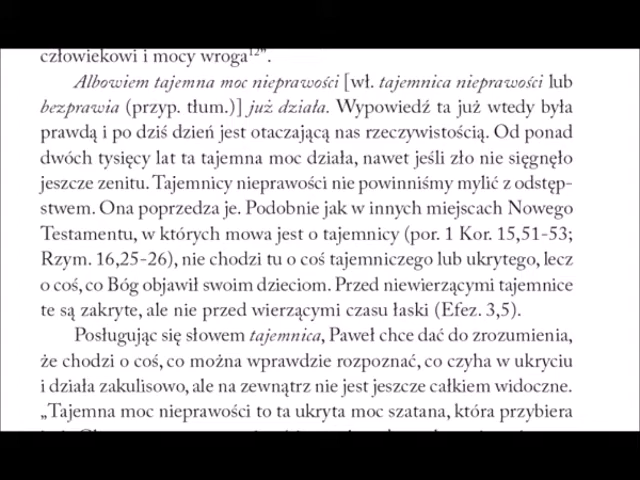 człowiekowi i mocy wroga¹²”.
Albowiem tajemna moc nieprawości [wł. tajemnica nieprawości lub
bezprawia (przyp. tłum.)] już działa. Wypowiedź ta już wtedy była
prawdą i po dziś dzień jest otaczającą nas rzeczywistością. Od ponad
dwóch tysięcy lat ta tajemna moc działa, nawet jeśli zło nie sięgnęło
jeszcze zenitu. Tajemnicy nieprawości nie powinniśmy mylić z odstęp-
stwem. Ona poprzedza je. Podobnie jak w innych miejscach Nowego
Testamentu, w których mowa jest o tajemnicy (por. 1 Kor. 15,51-53;
Rzym. 16,25-26), nie chodzi tu o coś tajemniczego lub ukrytego, lecz
o coś, co Bóg objawił swoim dzieciom. Przed niewierzącymi tajemnice
te są zakryte, ale nie przed wierzącymi czasu łaski (Efez. 3,5).
Posługując się słowem tajemnica, Paweł chce dać do zrozumienia,
że chodzi o coś, co można wprawdzie rozpoznać, co czyha w ukryciu
i działa zakulisowo, ale na zewnątrz nie jest jeszcze całkiem widoczne.
„Tajemna moc nieprawości to ta ukryta moc szatana, która przybiera